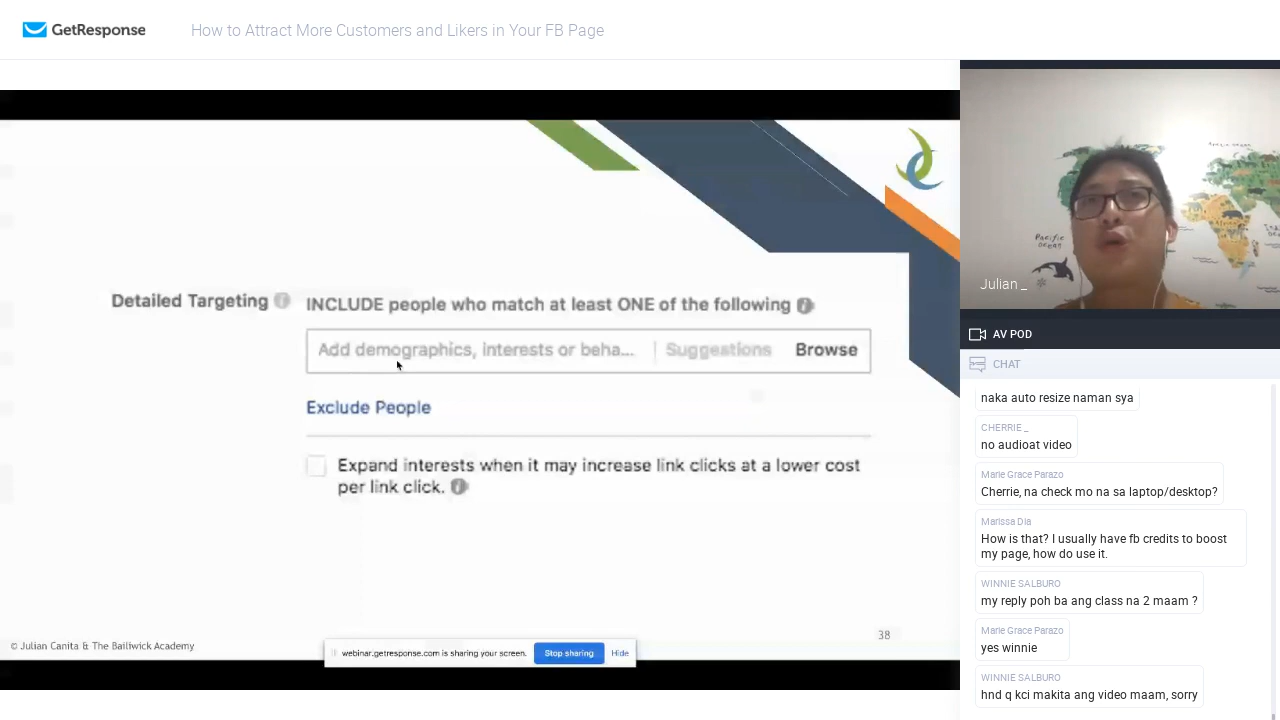 GetResponse
How to Attract More Customers and Likers in Your FB Page
Detailed Targeting
INCLUDE people who match at least ONE of the following
Add demographics, interests or beha...
Suggestions
Browse
Exclude People
Expand interests when it may increase link clicks at a lower cost
per link click.
38
© Julian Canita & The Bailiwick Academy
webinar.getresponse.com is sharing your screen.
Stop sharing
Hide
Pacific
Ocean
Julian _
AV POD
CHAT
naka auto resize naman sya
CHERRIE _
no audioat video
Marie Grace Parazo
Cherrie, na check mo na sa laptop/desktop?
Marissa Dia
How is that? I usually have fb credits to boost
my page, how do use it.
WINNIE SALBURO
my reply poh ba ang class na 2 maam ?
Marie Grace Parazo
yes winnie
WINNIE SALBURO
hnd q kci makita ang video maam, sorry